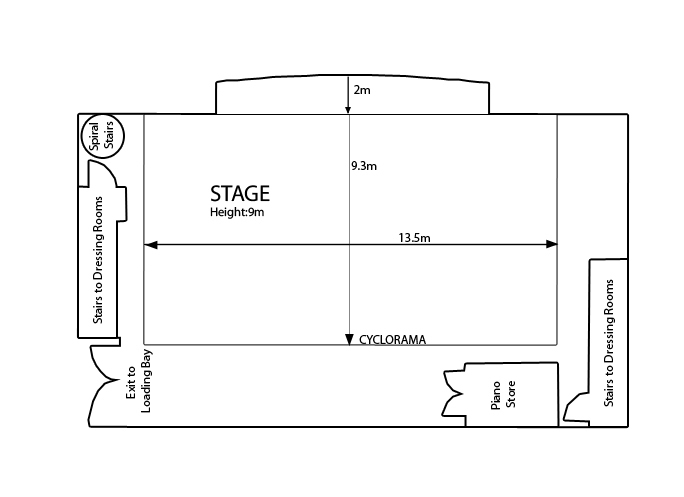 2m
Spiral
Stairs
9.3m
STAGE
Height:9m
13.5m
Stairs to Dressing Rooms
CYCLORAMA
Exit to
Loading Bay
Piano
Store
Stairs to Dressing Rooms